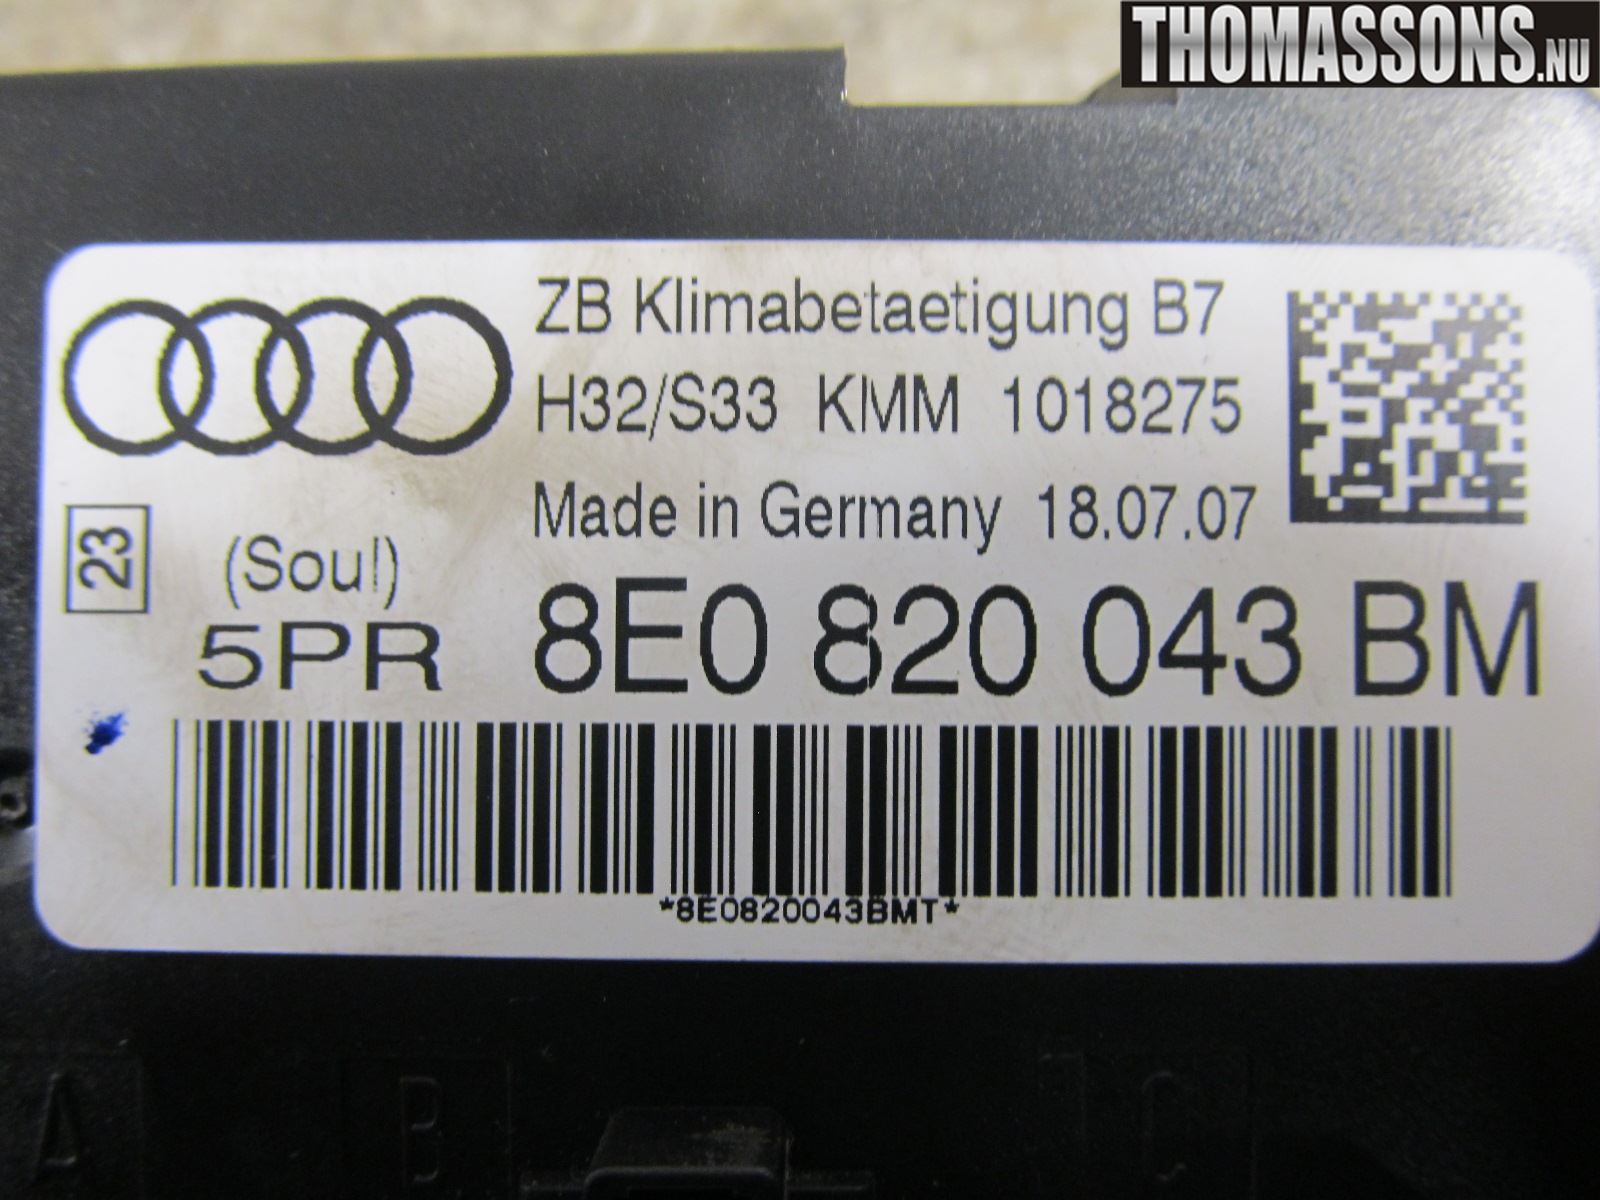 THOMASSONS.NU
ZB Klimabetaetigung B7
H32/S33 KMM 1018275
Made in Germany 18.07.07
23
(Soul)
5PR 8E0 820 043 BM
*8E0820043BMT*
A B C